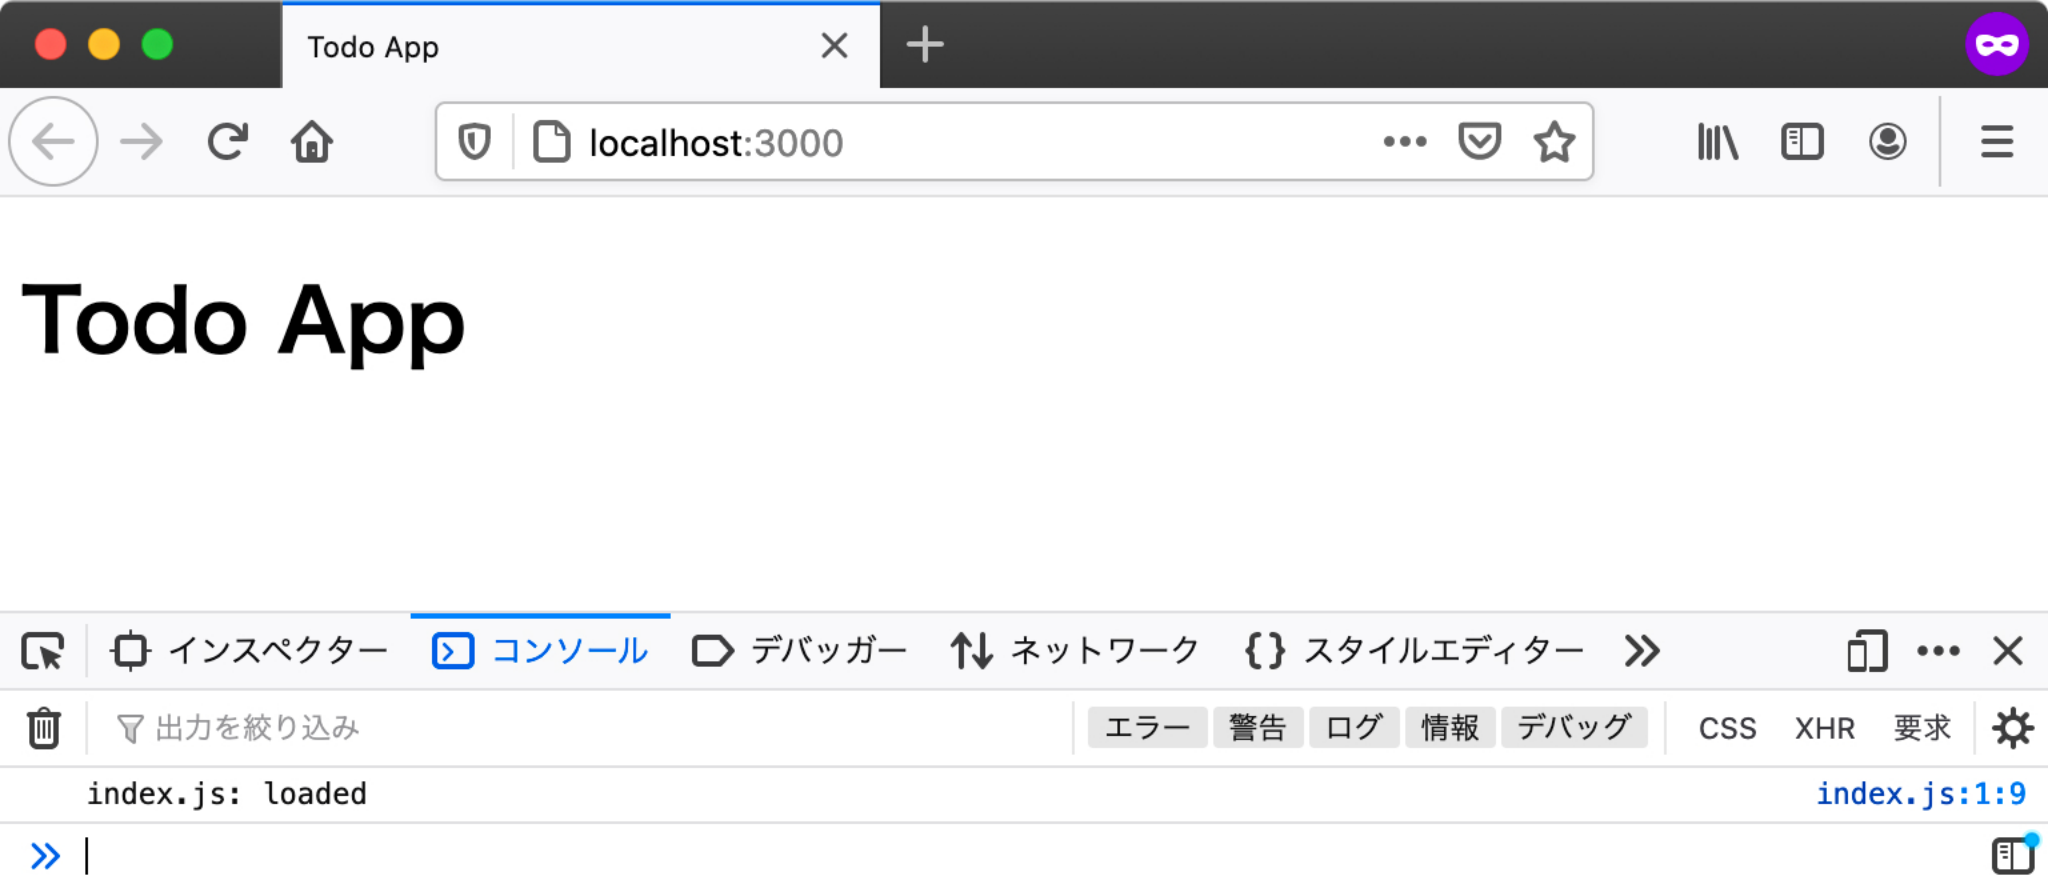 Todo App
localhost:3000
Todo App
インスペクター コンソール デバッガー ネットワーク スタイルエディター
出力を絞り込み エラー 警告 ログ 情報 デバッグ CSS XHR 要求
index.js: loaded index.js:1:9